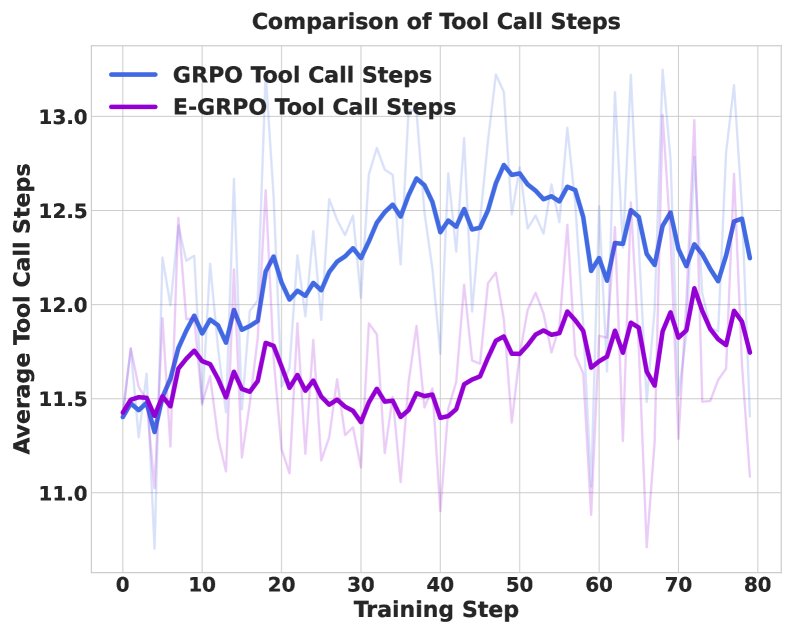 Comparison of Tool Call Steps
GRPO Tool Call Steps
E-GRPO Tool Call Steps
Average Tool Call Steps
13.0
12.5
12.0
11.5
11.0
0 10 20 30 40 50 60 70 80
Training Step